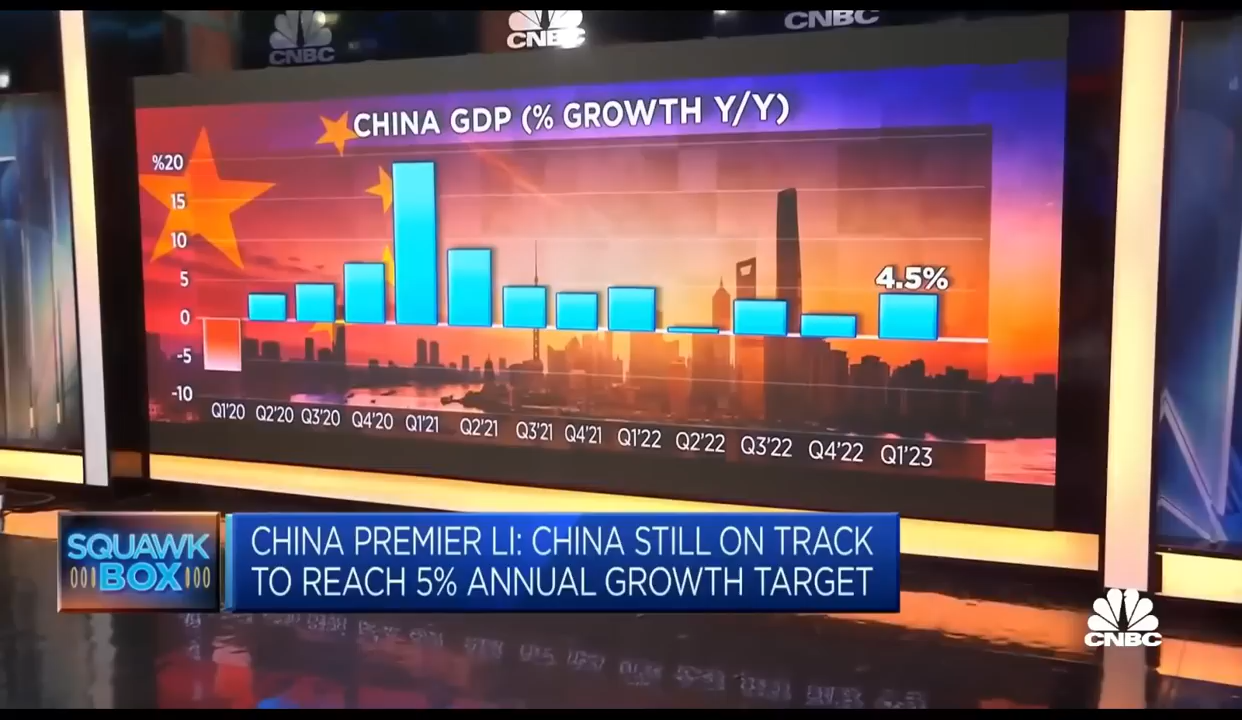 CNBC
CNBC
CNBC
CHINA GDP (% GROWTH Y/Y)
%20
15
10
5
0
-5
-10
4.5%
Q1'20 Q2'20 Q3'20 Q4'20 Q1'21 Q2'21 Q3'21 Q4'21 Q1'22 Q2'22 Q3'22 Q4'22 Q1'23
SQUAWK
BOX
CHINA PREMIER LI: CHINA STILL ON TRACK
TO REACH 5% ANNUAL GROWTH TARGET
CNBC